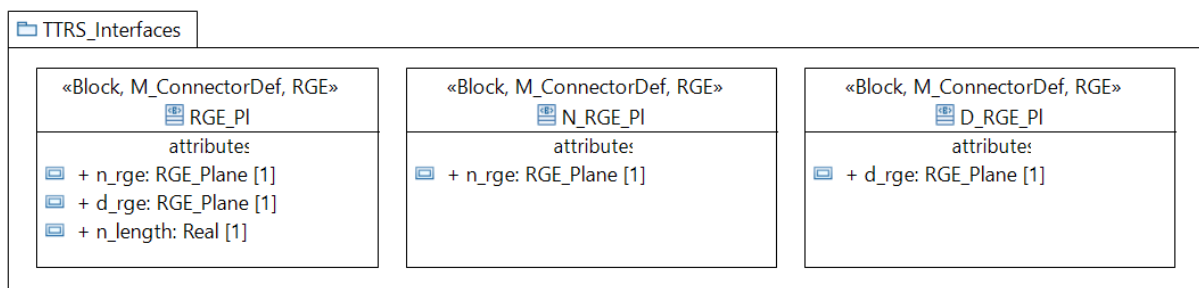 TTRS_Interfaces
«Block, M_ConnectorDef, RGE»
RGE_Pl
attributes
+ n_rge: RGE_Plane [1]
+ d_rge: RGE_Plane [1]
+ n_length: Real [1]
«Block, M_ConnectorDef, RGE»
N_RGE_Pl
attributes
+ n_rge: RGE_Plane [1]
«Block, M_ConnectorDef, RGE»
D_RGE_Pl
attributes
+ d_rge: RGE_Plane [1]